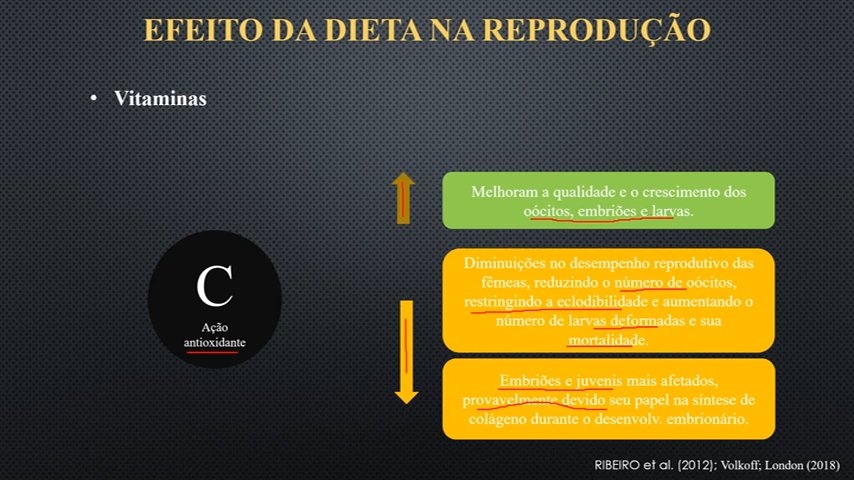 EFEITO DA DIETA NA REPRODUÇÃO
• Vitaminas
Melhoram a qualidade e o crescimento dos
oócitos, embriões e larvas.
C
Ação
antioxidante
Diminuições no desempenho reprodutivo das
fêmeas, reduzindo o número de oócitos,
restringindo a eclodibilidade e aumentando o
número de larvas deformadas e sua
mortalidade.
Embriões e juvenis mais afetados,
provavelmente devido seu papel na síntese de
colágeno durante o desenvolv. embrionário.
RIBEIRO et al. (2012); Volkoff; London (2018)